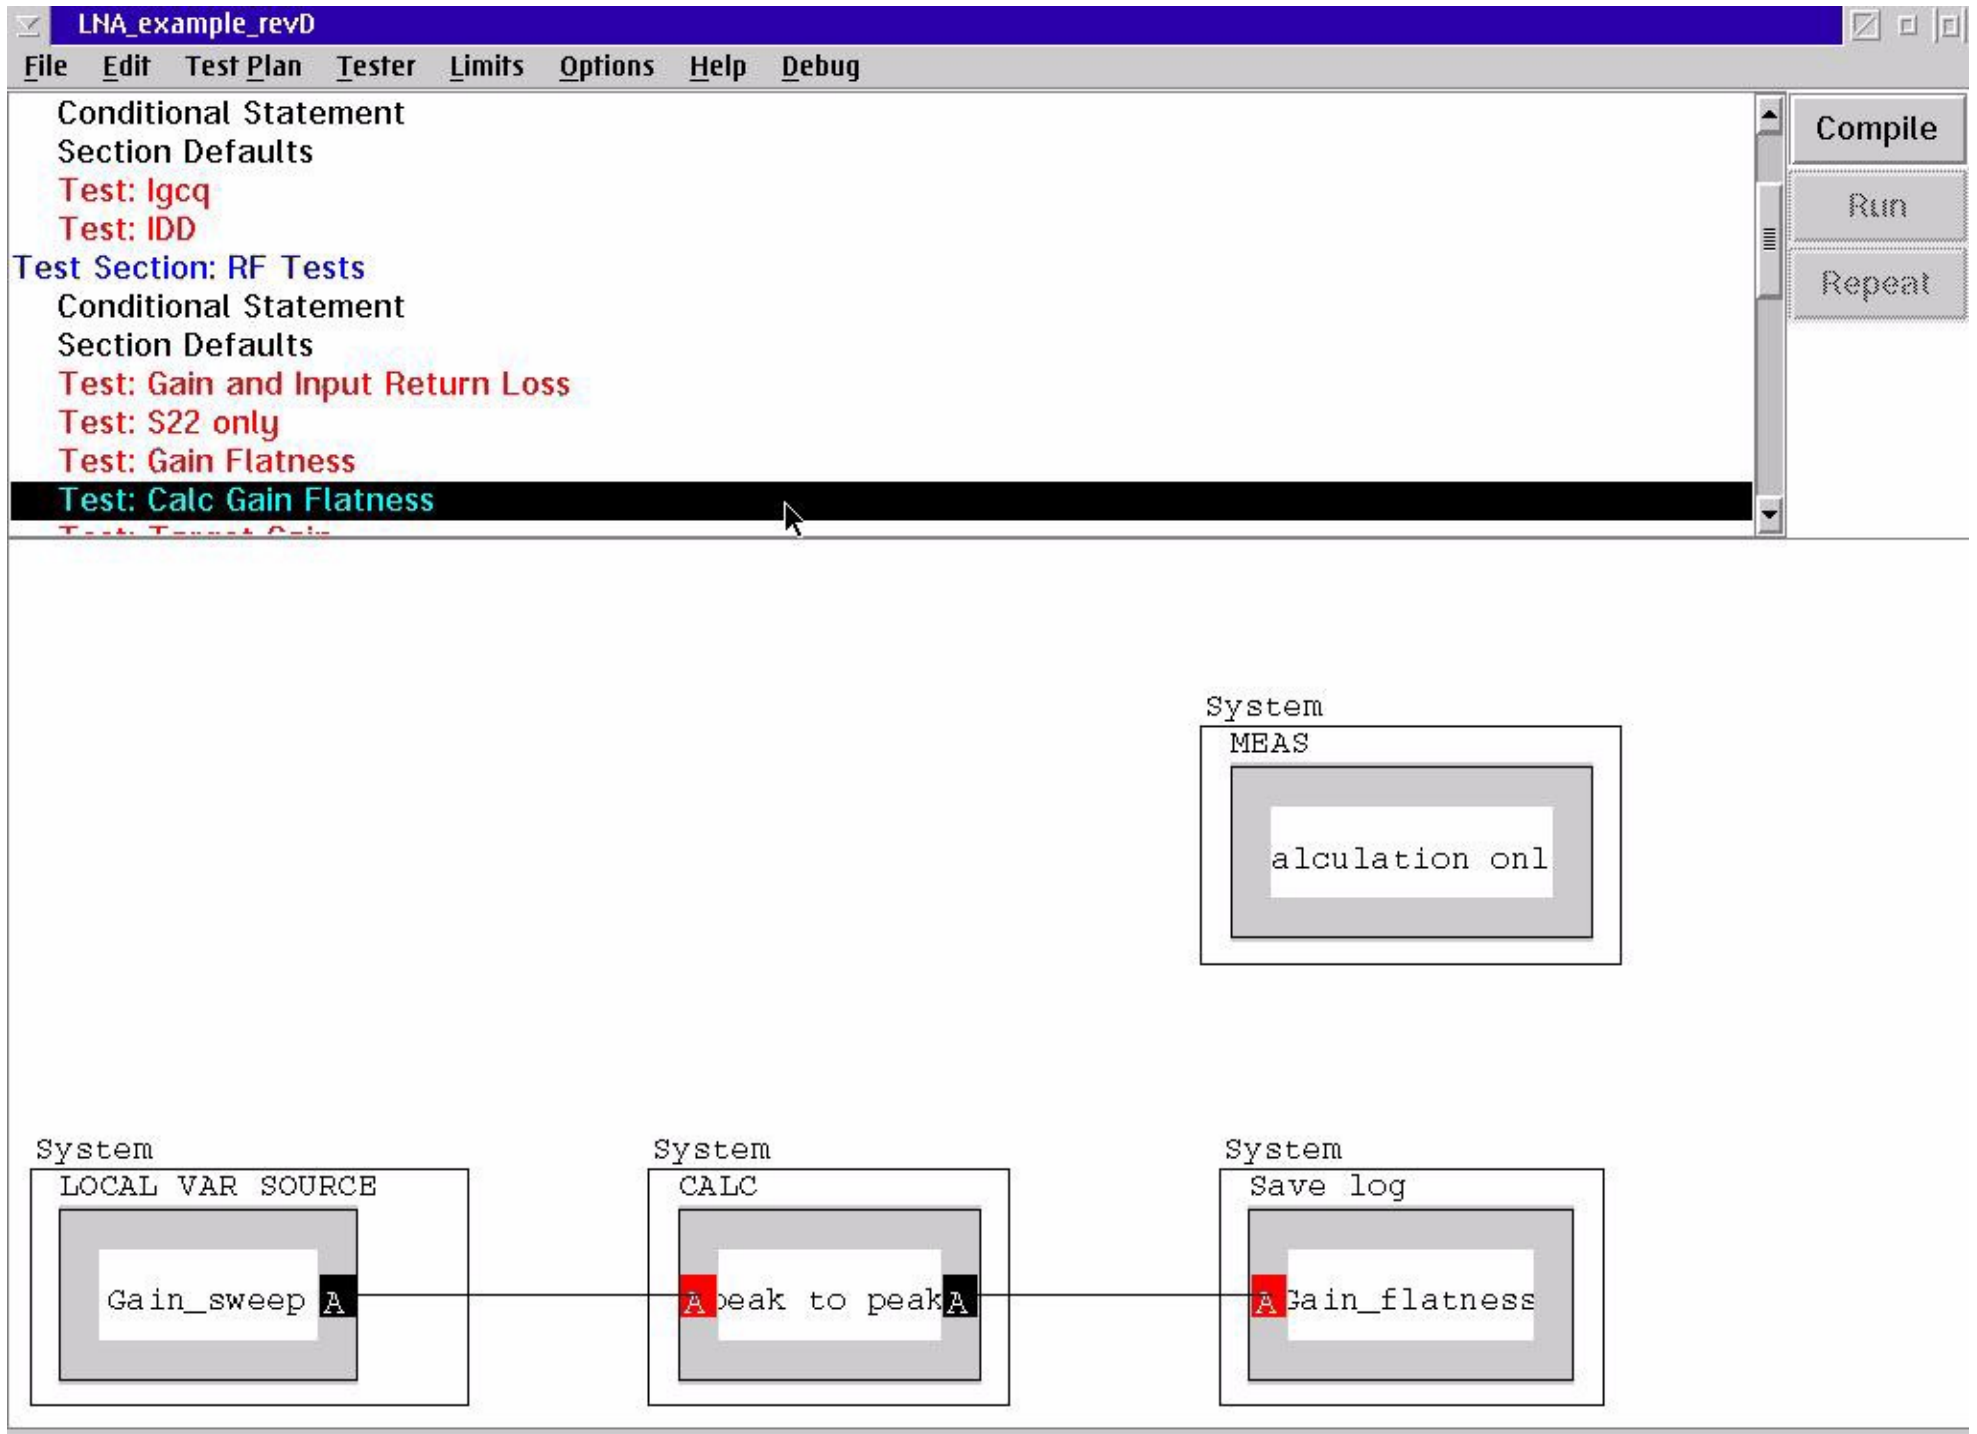 LNA_example_revD
File Edit Test Plan Tester Limits Options Help Debug
Conditional Statement
Section Defaults
Test: Igcq
Test: IDD
Test Section: RF Tests
Conditional Statement
Section Defaults
Test: Gain and Input Return Loss
Test: S22 only
Test: Gain Flatness
Test: Calc Gain Flatness
Test: Target Gain
Compile
Run
Repeat
System
MEAS
alculation onl
System
LOCAL VAR SOURCE
Gain_sweep A
System
CALC
A peak to peak A
System
Save log
A Gain_flatness